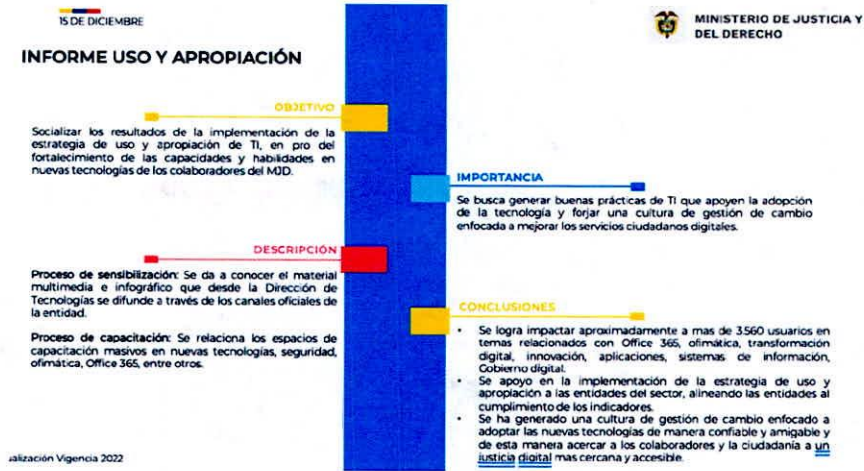 15 DE DICIEMBRE
MINISTERIO DE JUSTICIA Y
DEL DERECHO
INFORME USO Y APROPIACIÓN
OBJETIVO
Socializar los resultados de la implementación de la
estrategia de uso y apropiación de TI, en pro del
fortalecimiento de las capacidades y habilidades en
nuevas tecnologías de los colaboradores del MJD.
IMPORTANCIA
Se busca generar buenas prácticas de TI que apoyen la adopción
de la tecnología y forjar una cultura de gestión de cambio
enfocada a mejorar los servicios ciudadanos digitales.
DESCRIPCIÓN
Proceso de sensibilización: Se da a conocer el material
multimedia e infográfico que desde la Dirección de
Tecnologías se difunde a través de los canales oficiales de
la entidad.
Proceso de capacitación: Se relaciona los espacios de
capacitación masivos en nuevas tecnologías, seguridad,
ofimática, Office 365, entre otros.
CONCLUSIONES
• Se logra impactar aproximadamente a mas de 3.560 usuarios en
temas relacionados con Office 365, ofimática, transformación
digital, innovación, aplicaciones, sistemas de información,
Gobierno digital.
• Se apoyo en la implementación de la estrategia de uso y
apropiación a las entidades del sector, alineando las entidades al
cumplimiento de los indicadores.
• Se ha generado una cultura de gestión de cambio enfocado a
adoptar las nuevas tecnologías de manera confiable y amigable y
de esta manera acercar a los colaboradores y la ciudadanía a un
justicia digital mas cercana y accesible.
alización Vigencia 2022